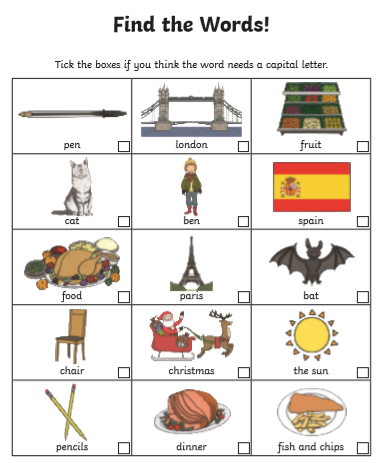 Find the Words!
Tick the boxes if you think the word needs a capital letter.
pen
london
fruit
cat
ben
spain
food
paris
bat
chair
christmas
the sun
pencils
dinner
fish and chips